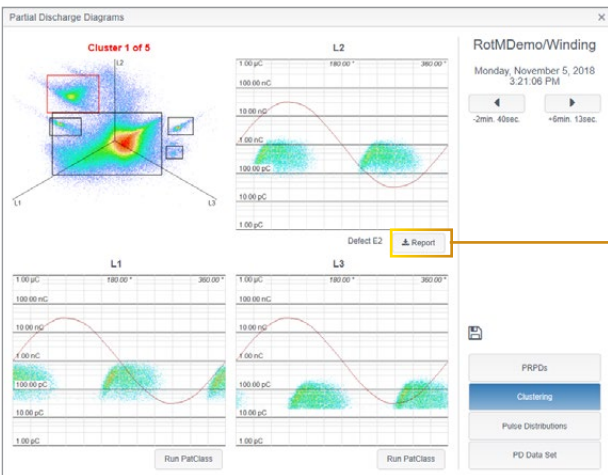 Partial Discharge Diagrams ×
Cluster 1 of 5
L2
L1
L3
L2
1.00 µC 180.00 ° 360.00 °
100.00 nC
10.00 nC
1.00 nC
100.00 pC
10.00 pC
1.00 pC
Defect E2 Report
RotMDemo/Winding
Monday, November 5, 2018
3:21:06 PM
-2min. 40sec. +6min. 13sec.
L1
1.00 µC 180.00 ° 360.00 °
100.00 nC
10.00 nC
1.00 nC
100.00 pC
10.00 pC
1.00 pC
Run PatClass
L3
1.00 µC 180.00 ° 360.00 °
100.00 nC
10.00 nC
1.00 nC
100.00 pC
10.00 pC
1.00 pC
Run PatClass
PRPDs
Clustering
Pulse Distributions
PD Data Set